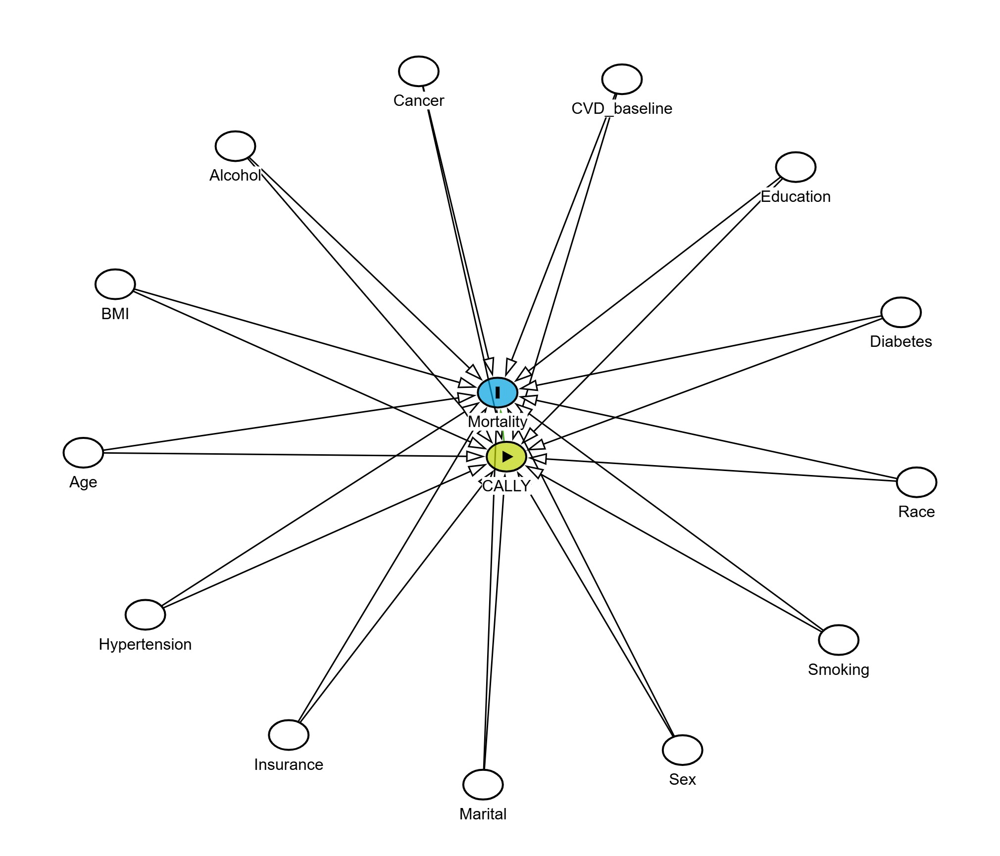 Cancer
CVD_baseline
Alcohol
Education
BMI
Diabetes
Mortality
Age
CALLY
Race
Hypertension
Smoking
Insurance
Sex
Marital